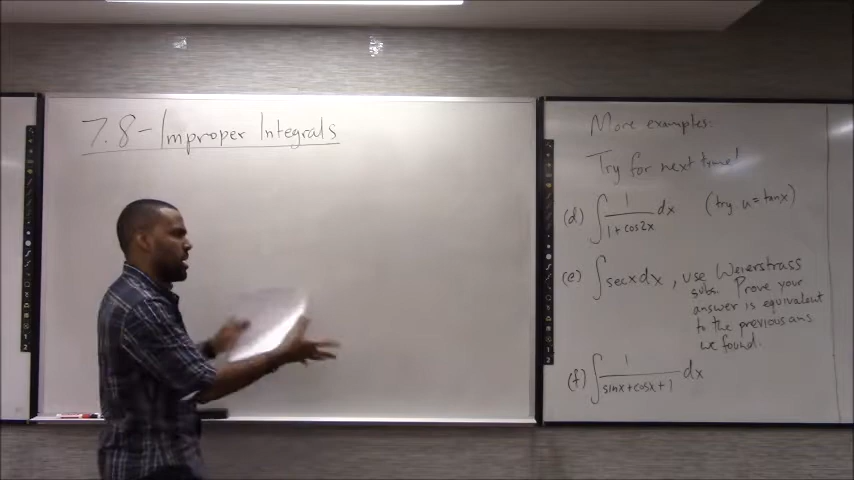 7.8 - Improper Integrals
More examples:
Try for next time!
(d) ∫ 1/(1+cos2x) dx (try u=tanx)
(e) ∫ secx dx, use Weierstrass
subs. Prove your
answer is equivalent
to the previous ans
we found.
(f) ∫ 1/(sinx+cosx+1) dx